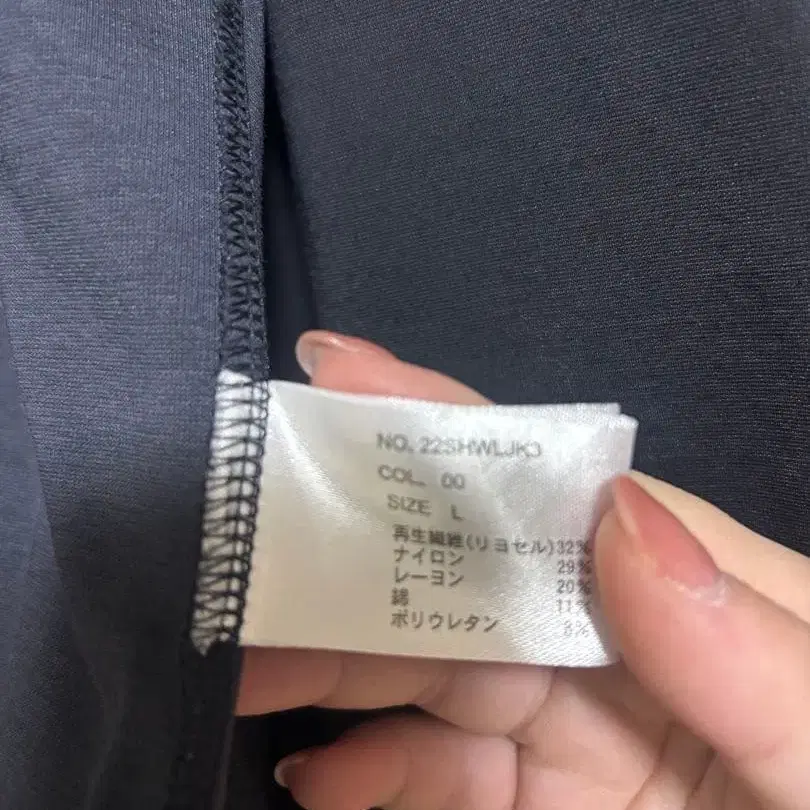 NO. 22SHWLJK3
COL. 00
SIZE L
再生繊維(リヨセル)32%
ナイロン 29%
レーヨン 20%
綿 11%
ポリウレタン 8%